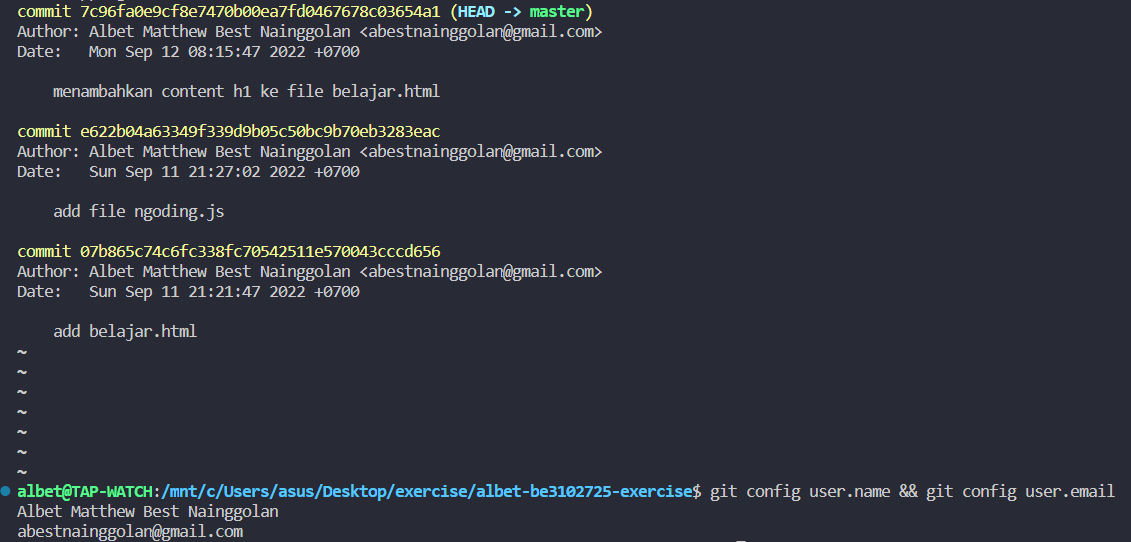 commit 7c96fa0e9cf8e7470b00ea7fd0467678c03654a1 (HEAD -> master)
Author: Albet Matthew Best Nainggolan <abestnainggolan@gmail.com>
Date:   Mon Sep 12 08:15:47 2022 +0700
    menambahkan content h1 ke file belajar.html
commit e622b04a63349f339d9b05c50bc9b70eb3283eac
Author: Albet Matthew Best Nainggolan <abestnainggolan@gmail.com>
Date:   Sun Sep 11 21:27:02 2022 +0700
    add file ngoding.js
commit 07b865c74c6fc338fc70542511e570043cccd656
Author: Albet Matthew Best Nainggolan <abestnainggolan@gmail.com>
Date:   Sun Sep 11 21:21:47 2022 +0700
    add belajar.html
~
~
~
~
~
~
~
albet@TAP-WATCH:/mnt/c/Users/asus/Desktop/exercise/albet-be3102725-exercise$ git config user.name && git config user.email
Albet Matthew Best Nainggolan
abestnainggolan@gmail.com